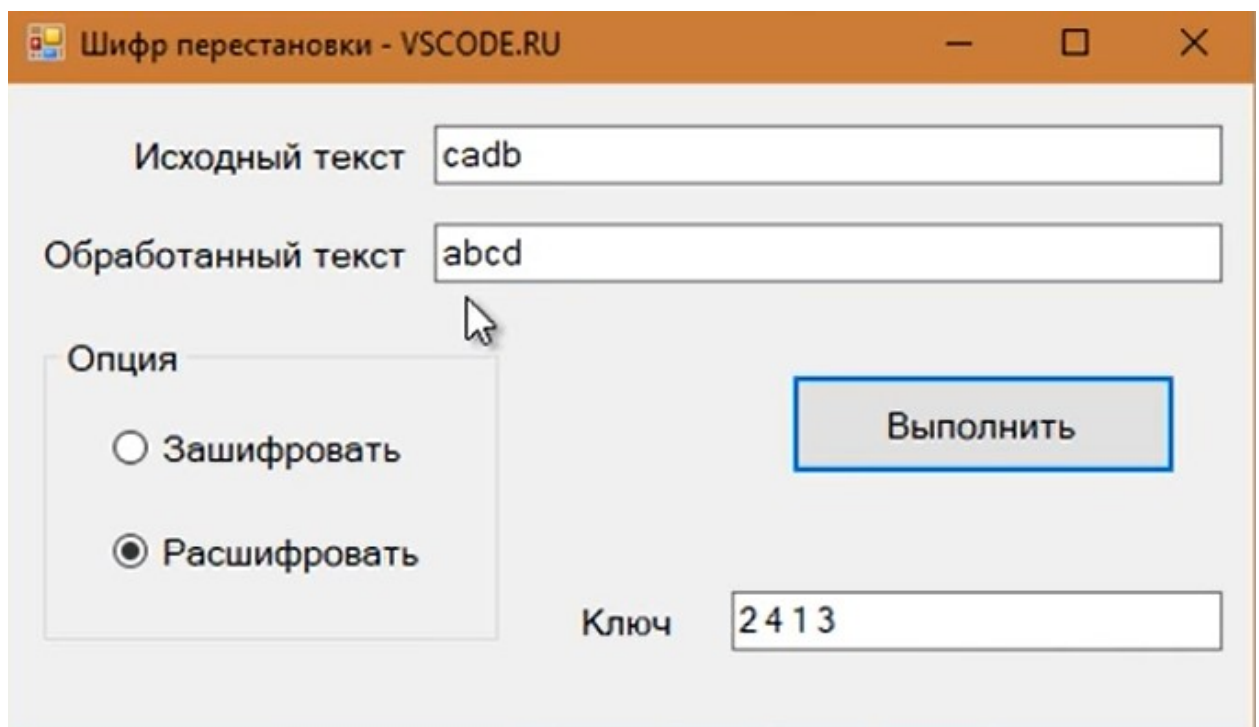 Шифр перестановки - VSCODE.RU
Исходный текст cadb
Обработанный текст abcd
Опция
Зашифровать
Выполнить
Расшифровать
Ключ 2 4 1 3